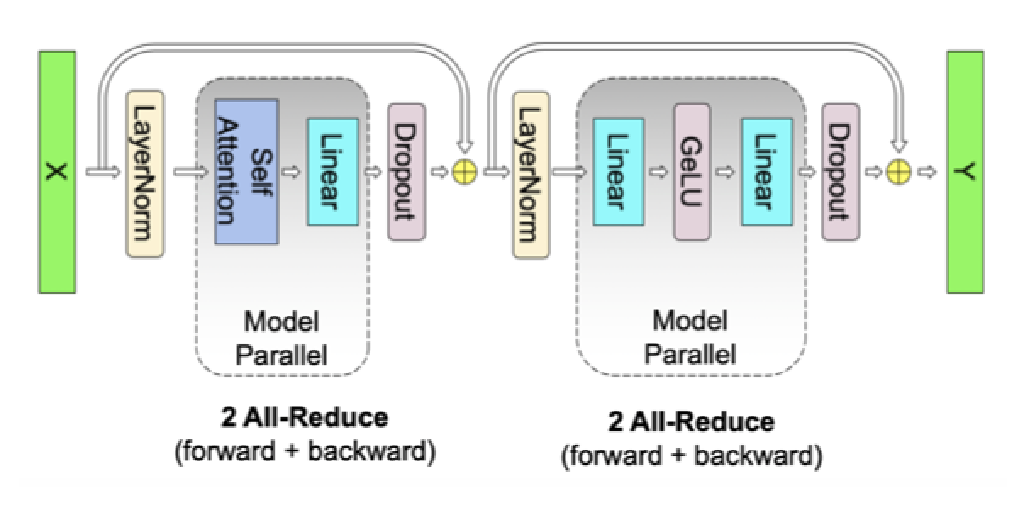 X
LayerNorm
Self
Attention
Linear
Dropout
Model
Parallel
2 All-Reduce
(forward + backward)
LayerNorm
Linear
GeLU
Linear
Dropout
Model
Parallel
2 All-Reduce
(forward + backward)
Y